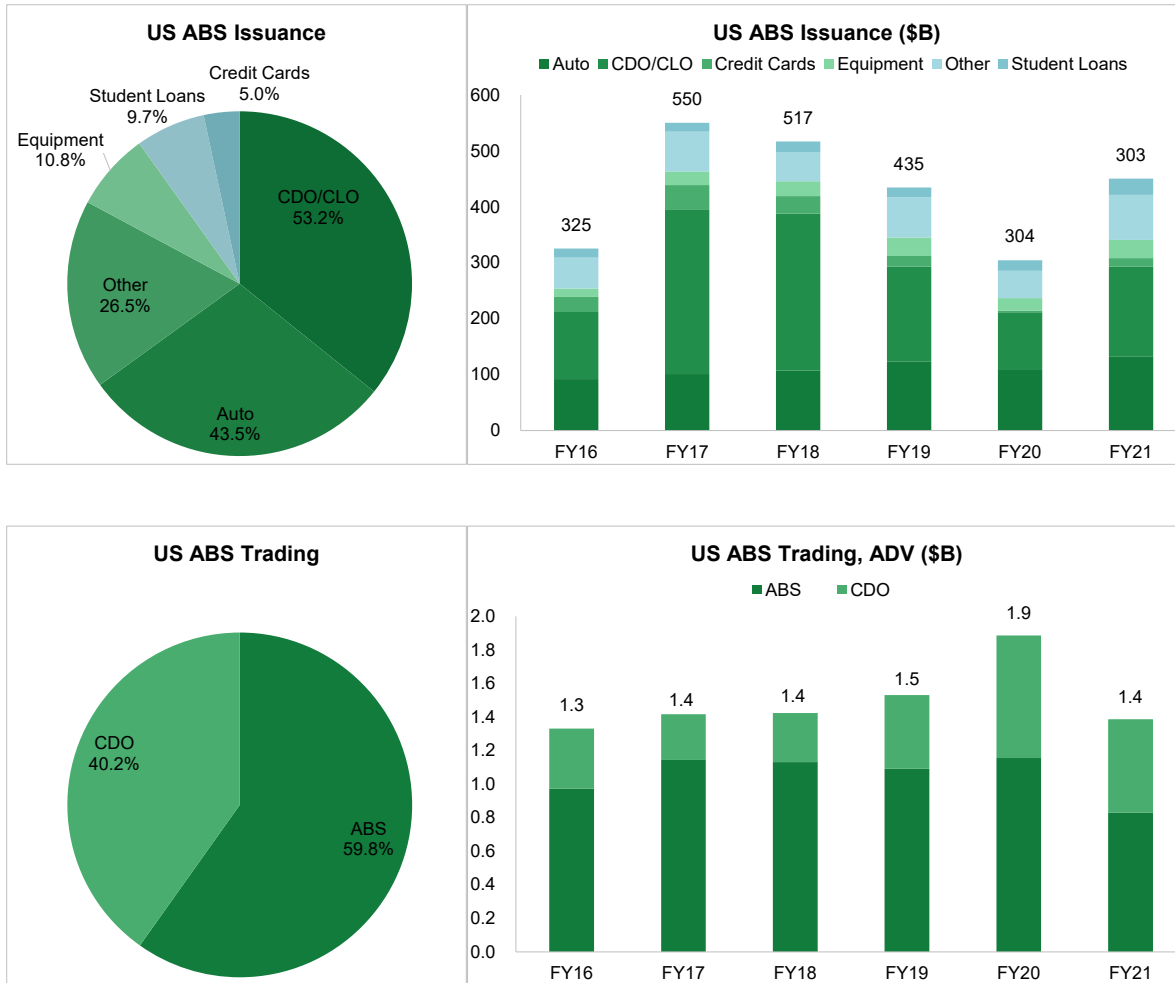 US ABS Issuance
Credit Cards
5.0%
Student Loans
9.7%
Equipment
10.8%
CDO/CLO
53.2%
Other
26.5%
Auto
43.5%
US ABS Issuance ($B)
Auto CDO/CLO Credit Cards Equipment Other Student Loans
600
500
400
300
200
100
0
325
550
517
435
304
303
FY16 FY17 FY18 FY19 FY20 FY21
US ABS Trading
CDO
40.2%
ABS
59.8%
US ABS Trading, ADV ($B)
ABS CDO
2.0
1.8
1.6
1.4
1.2
1.0
0.8
0.6
0.4
0.2
0.0
1.3
1.4
1.4
1.5
1.9
1.4
FY16 FY17 FY18 FY19 FY20 FY21